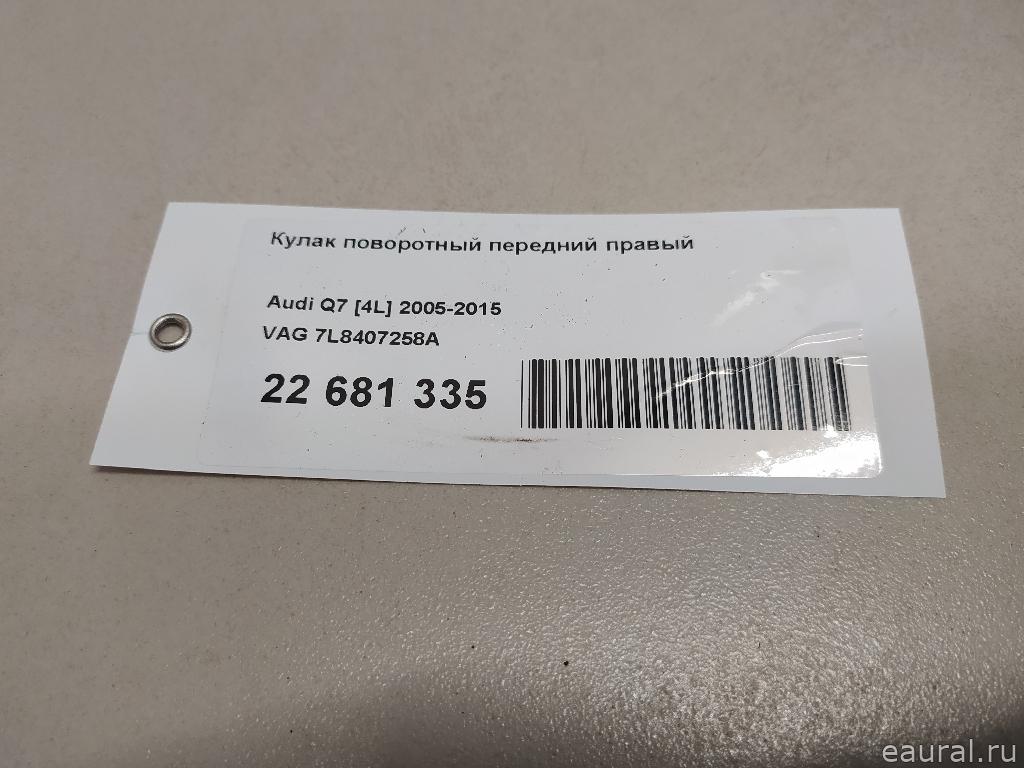 Кулак поворотный передний правый
Audi Q7 [4L] 2005-2015
VAG 7L8407258A
22 681 335
eaural.ru